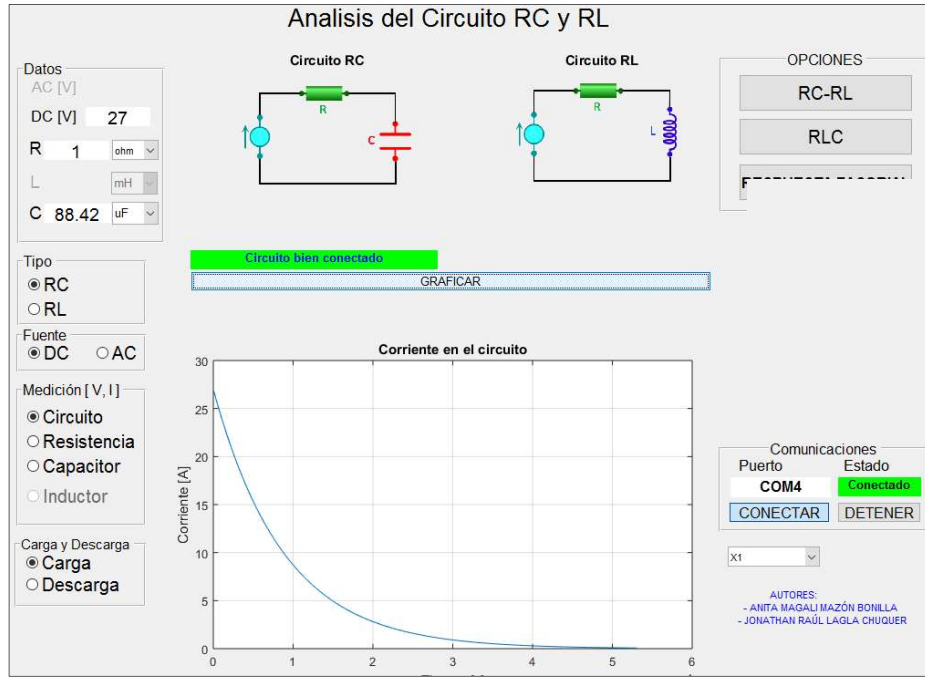 Analisis del Circuito RC y RL
Datos
AC [V]
DC [V] 27
R 1 ohm
L mH
C 88.42 uF
Circuito RC
R
C
Circuito RL
R
L
OPCIONES
RC-RL
RLC
Circuito bien conectado
GRAFICAR
Tipo
RC
RL
Fuente
DC AC
Medición [ V, I ]
Circuito
Resistencia
Capacitor
Inductor
Carga y Descarga
Carga
Descarga
Corriente en el circuito
Corriente [A]
30
25
20
15
10
5
0
0 1 2 3 4 5 6
Comunicaciones
Puerto Estado
COM4 Conectado
CONECTAR DETENER
X1
AUTORES:
- ANITA MAGALI MAZÓN BONILLA
- JONATHAN RAÚL LAGLA CHUQUER